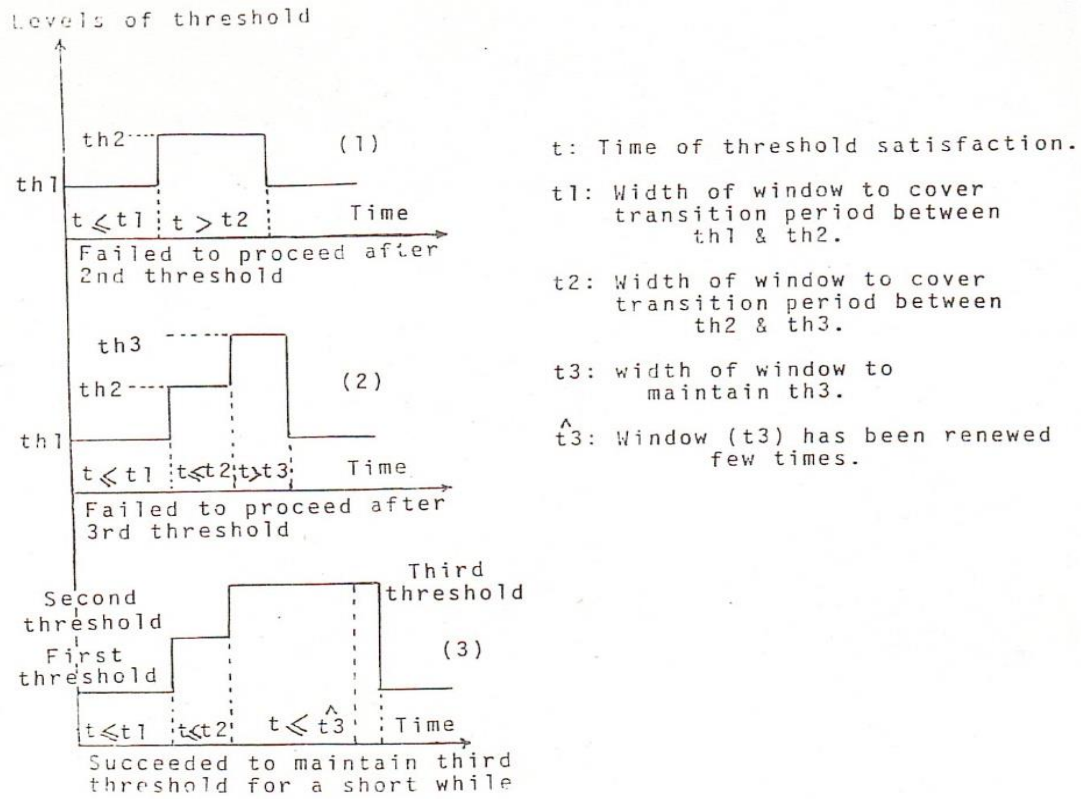 Levels of threshold
th2
(1)
th1
t ⩽ t1
t > t2
Time
Failed to proceed after
2nd threshold
th3
th2
(2)
th1
t ⩽ t1
t⩽t2
t>t3
Time
Failed to proceed after
3rd threshold
Third
threshold
Second
threshold
First
threshold
(3)
t⩽t1
t⩽t2
t ⩽ t̂3
Time
Succeeded to maintain third
threshold for a short while
t: Time of threshold satisfaction.
t1: Width of window to cover
transition period between
th1 & th2.
t2: Width of window to cover
transition period between
th2 & th3.
t3: width of window to
maintain th3.
t̂3: Window (t3) has been renewed
few times.